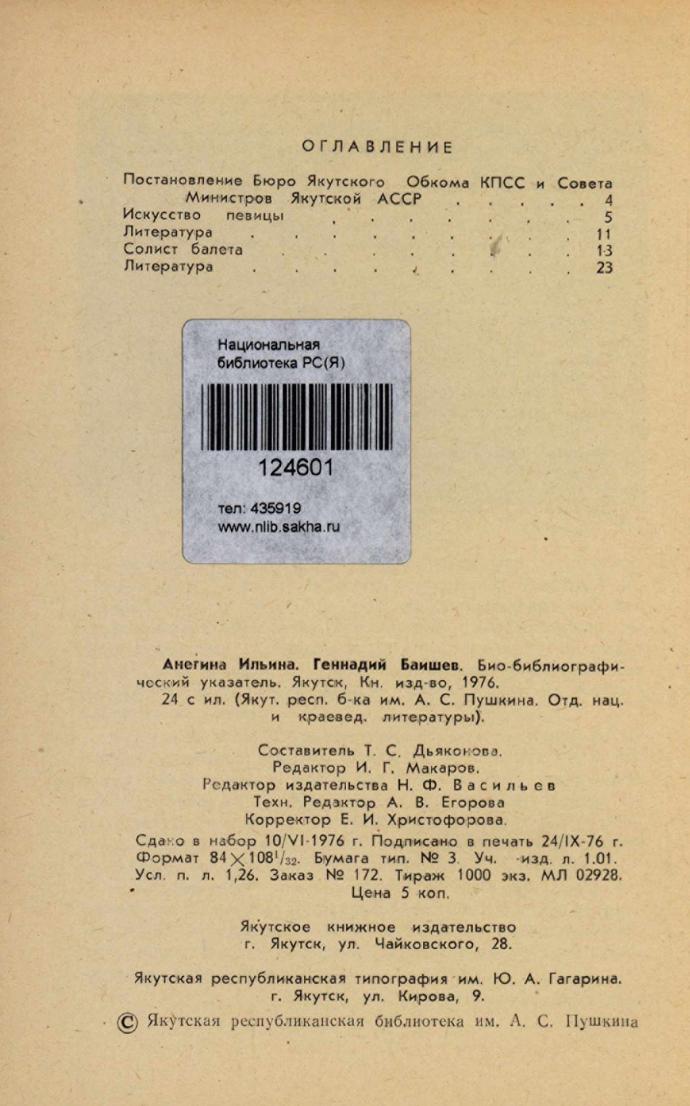 ОГЛАВЛЕНИЕ
Постановление Бюро Якутского Обкома КПСС и Совета
Министров Якутской АССР . . . . . 4
Искусство певицы . . . . . . . 5
Литература . . . . . . . . . 11
Солист балета . . . . . . . . 13
Литература . . . . . . . . . 23
Национальная
библиотека РС(Я)
124601
тел: 435919
www.nlib.sakha.ru
Анегина Ильина. Геннадий Баишев. Био-библиографи-
ческий указатель. Якутск, Кн. изд-во, 1976.
24 с ил. (Якут. респ. б-ка им. А. С. Пушкина. Отд. нац.
и краевед. литературы).
Составитель Т. С. Дьяконова.
Редактор И. Г. Макаров.
Редактор издательства Н. Ф. Васильев
Техн. Редактор А. В. Егорова
Корректор Е. И. Христофорова.
Сдано в набор 10/VI-1976 г. Подписано в печать 24/IX-76 г.
Формат 84×108¹/₃₂. Бумага тип. № 3. Уч. -изд. л. 1.01.
Усл. п. л. 1,26. Заказ № 172. Тираж 1000 экз. МЛ 02928.
Цена 5 коп.
Якутское книжное издательство
г. Якутск, ул. Чайковского, 28.
Якутская республиканская типография им. Ю. А. Гагарина.
г. Якутск, ул. Кирова, 9.
© Якутская республиканская библиотека им. А. С. Пушкина